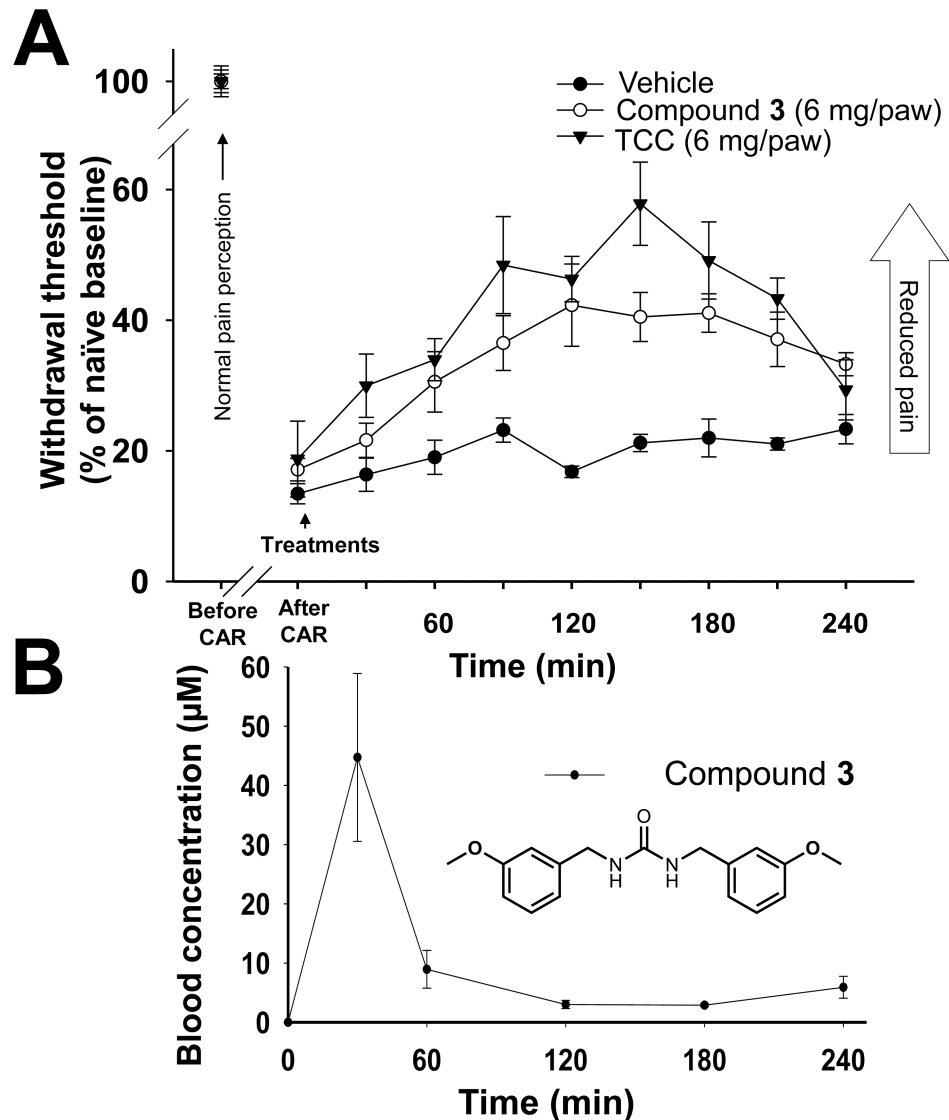 A
Withdrawal threshold
(% of naïve baseline)
100
60
40
20
0
Normal pain perception
Vehicle
Compound 3 (6 mg/paw)
TCC (6 mg/paw)
Reduced pain
Treatments
Before
CAR
After
CAR
60
120
180
240
Time (min)
B
Blood concentration (µM)
60
50
40
30
20
10
0
Compound 3
O
O
N
H
N
H
O
0
60
120
180
240
Time (min)